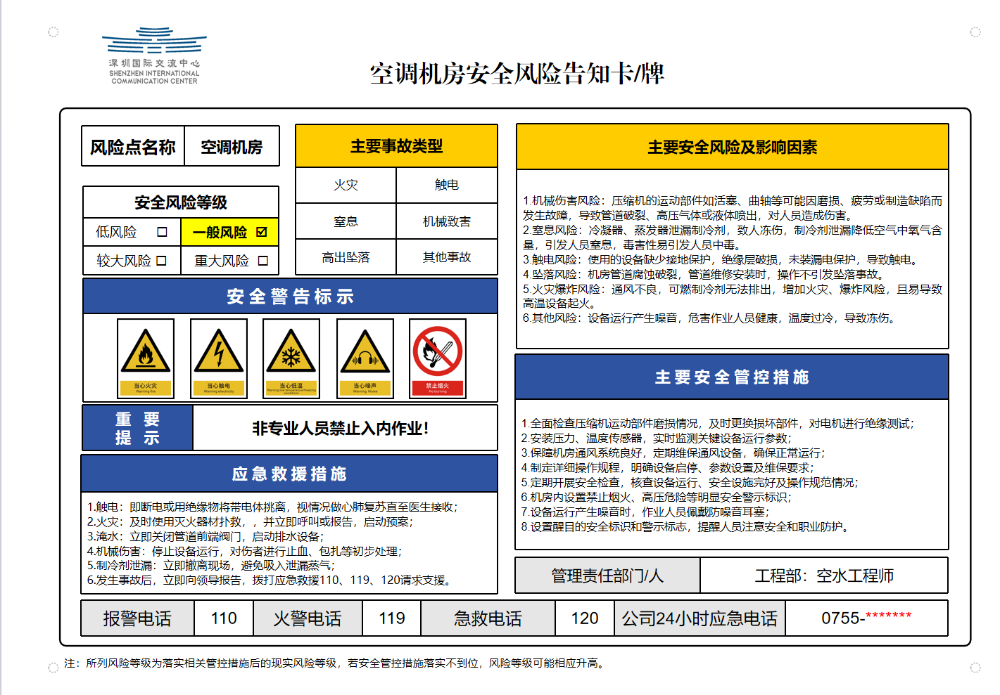 深圳国际交流中心
SHENZHEN INTERNATIONAL
COMMUNICATION CENTER
空调机房安全风险告知卡/牌
风险点名称 空调机房
安全风险等级
低风险 ☐ 一般风险 ☑
较大风险 ☐ 重大风险 ☐
主要事故类型
火灾 触电
窒息 机械致害
高出坠落 其他事故
安全警告标示
当心火灾
Warning fire
当心触电
Warning electricity
当心低温
Warning low temperature/freezing conditions
当心噪声
Warning Noise
禁止烟火
No burning
重 要
提 示
非专业人员禁止入内作业！
应急救援措施
1.触电：即断电或用绝缘物将带电体挑离，视情况做心肺复苏直至医生接收；
2.火灾：及时使用灭火器材扑救，，并立即呼叫或报告，启动预案；
3.淹水：立即关闭管道前端阀门，启动排水设备；
4.机械伤害：停止设备运行，对伤者进行止血、包扎等初步处理；
5.制冷剂泄漏：立即撤离现场，避免吸入泄漏蒸气；
6.发生事故后，立即向领导报告，拨打应急救援110、119、120请求支援。
主要安全风险及影响因素
1.机械伤害风险：压缩机的运动部件如活塞、曲轴等可能因磨损、疲劳或制造缺陷而
发生故障，导致管道破裂、高压气体或液体喷出，对人员造成伤害。
2.窒息风险：冷凝器、蒸发器泄漏制冷剂，致人冻伤，制冷剂泄漏降低空气中氧气含
量，引发人员窒息，毒害性易引发人员中毒。
3.触电风险：使用的设备缺少接地保护，绝缘层破损，未装漏电保护，导致触电。
4.坠落风险：机房管道腐蚀破裂，管道维修安装时，操作不引发坠落事故。
5.火灾爆炸风险：通风不良，可燃制冷剂无法排出，增加火灾、爆炸风险，且易导致
高温设备起火。
6.其他风险：设备运行产生噪音，危害作业人员健康，温度过冷，导致冻伤。
主要安全管控措施
1.全面检查压缩机运动部件磨损情况，及时更换损坏部件，对电机进行绝缘测试；
2.安装压力、温度传感器，实时监测关键设备运行参数；
3.保障机房通风系统良好，定期维保通风设备，确保正常运行；
4.制定详细操作规程，明确设备启停、参数设置及维保要求；
5.定期开展安全检查，核查设备运行、安全设施完好及操作规范情况；
6.机房内设置禁止烟火、高压危险等明显安全警示标识；
7.设备运行产生噪音时，作业人员佩戴防噪音耳塞；
8.设置醒目的安全标识和警示标志，提醒人员注意安全和职业防护。
管理责任部门/人 工程部：空水工程师
报警电话 110 火警电话 119 急救电话 120 公司24小时应急电话 0755-*******
注：所列风险等级为落实相关管控措施后的现实风险等级，若安全管控措施落实不到位，风险等级可能相应升高。